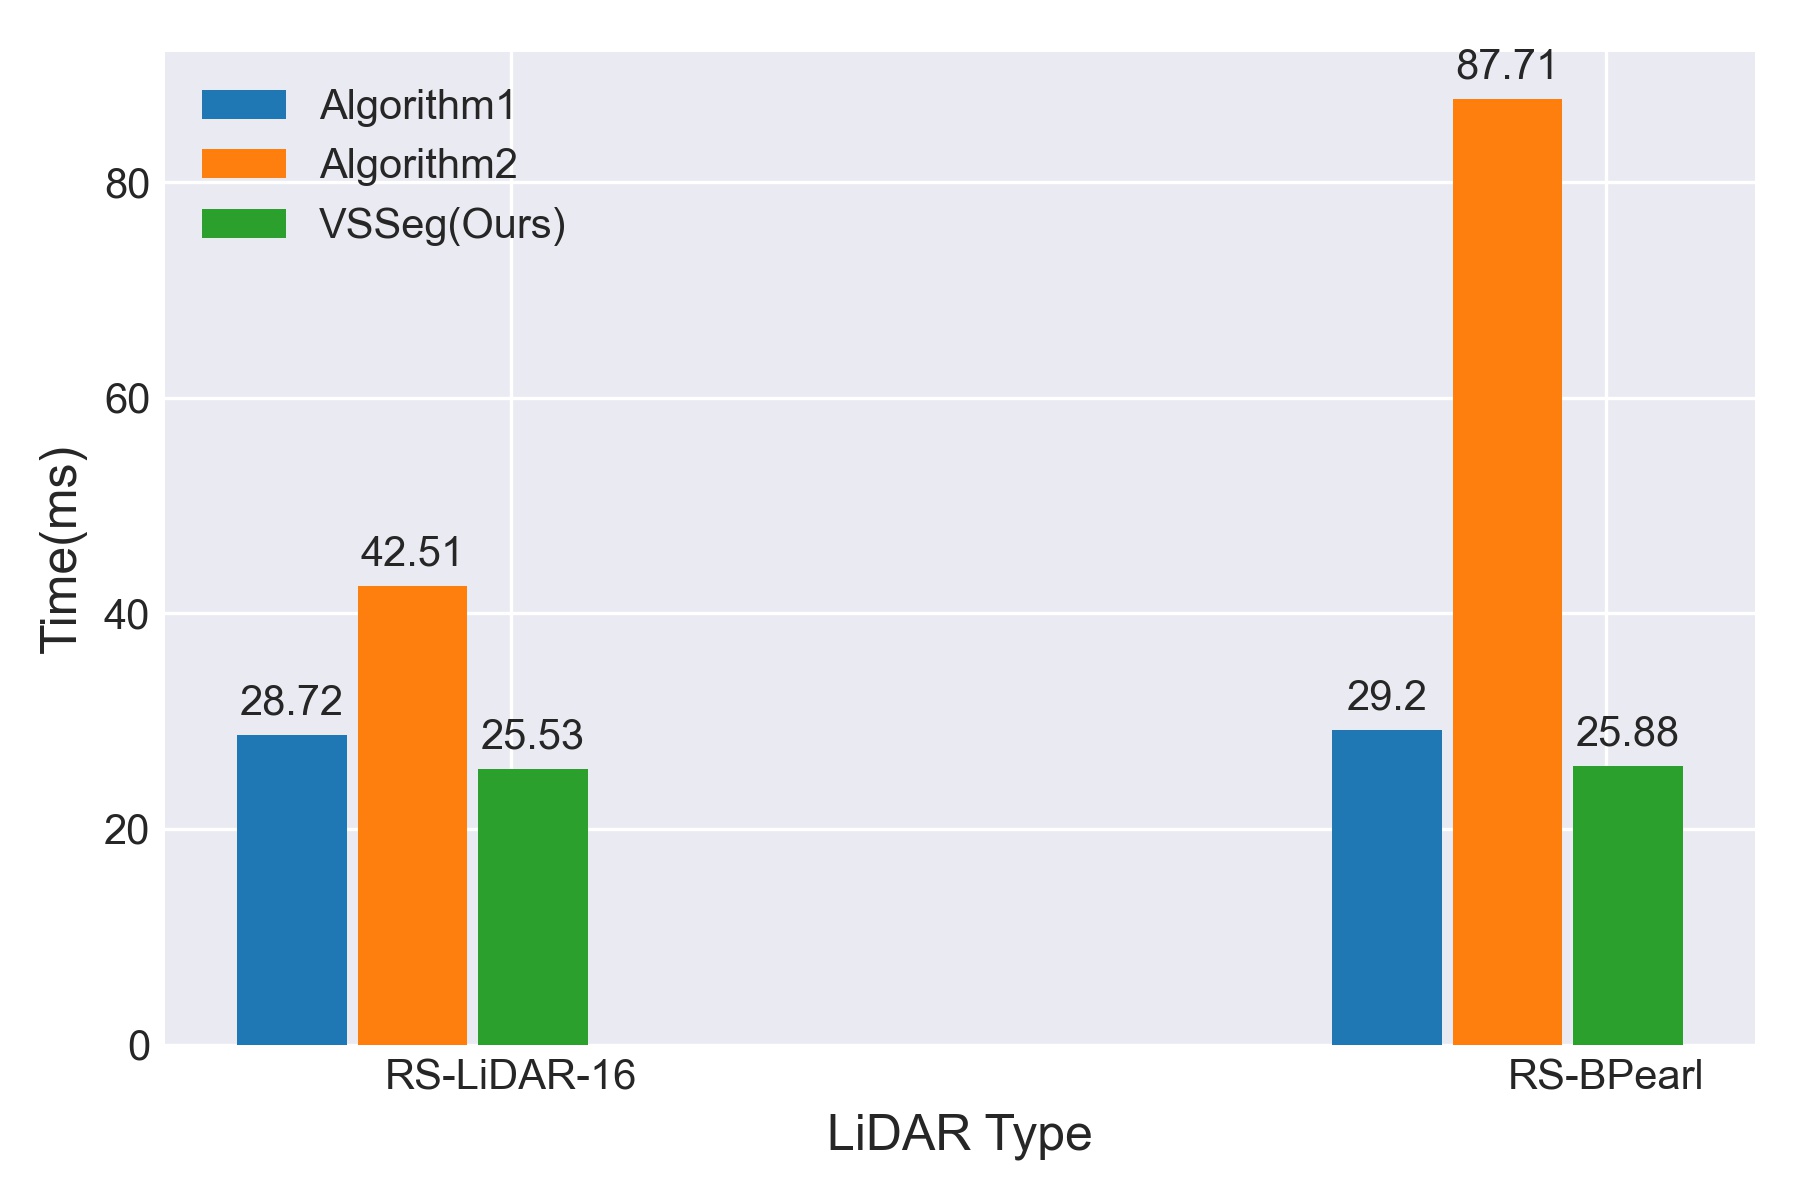 Algorithm1
Algorithm2
VSSeg(Ours)
87.71
80
60
42.51
40
28.72
25.53
29.2
25.88
20
0
Time(ms)
RS-LiDAR-16
RS-BPearl
LiDAR Type